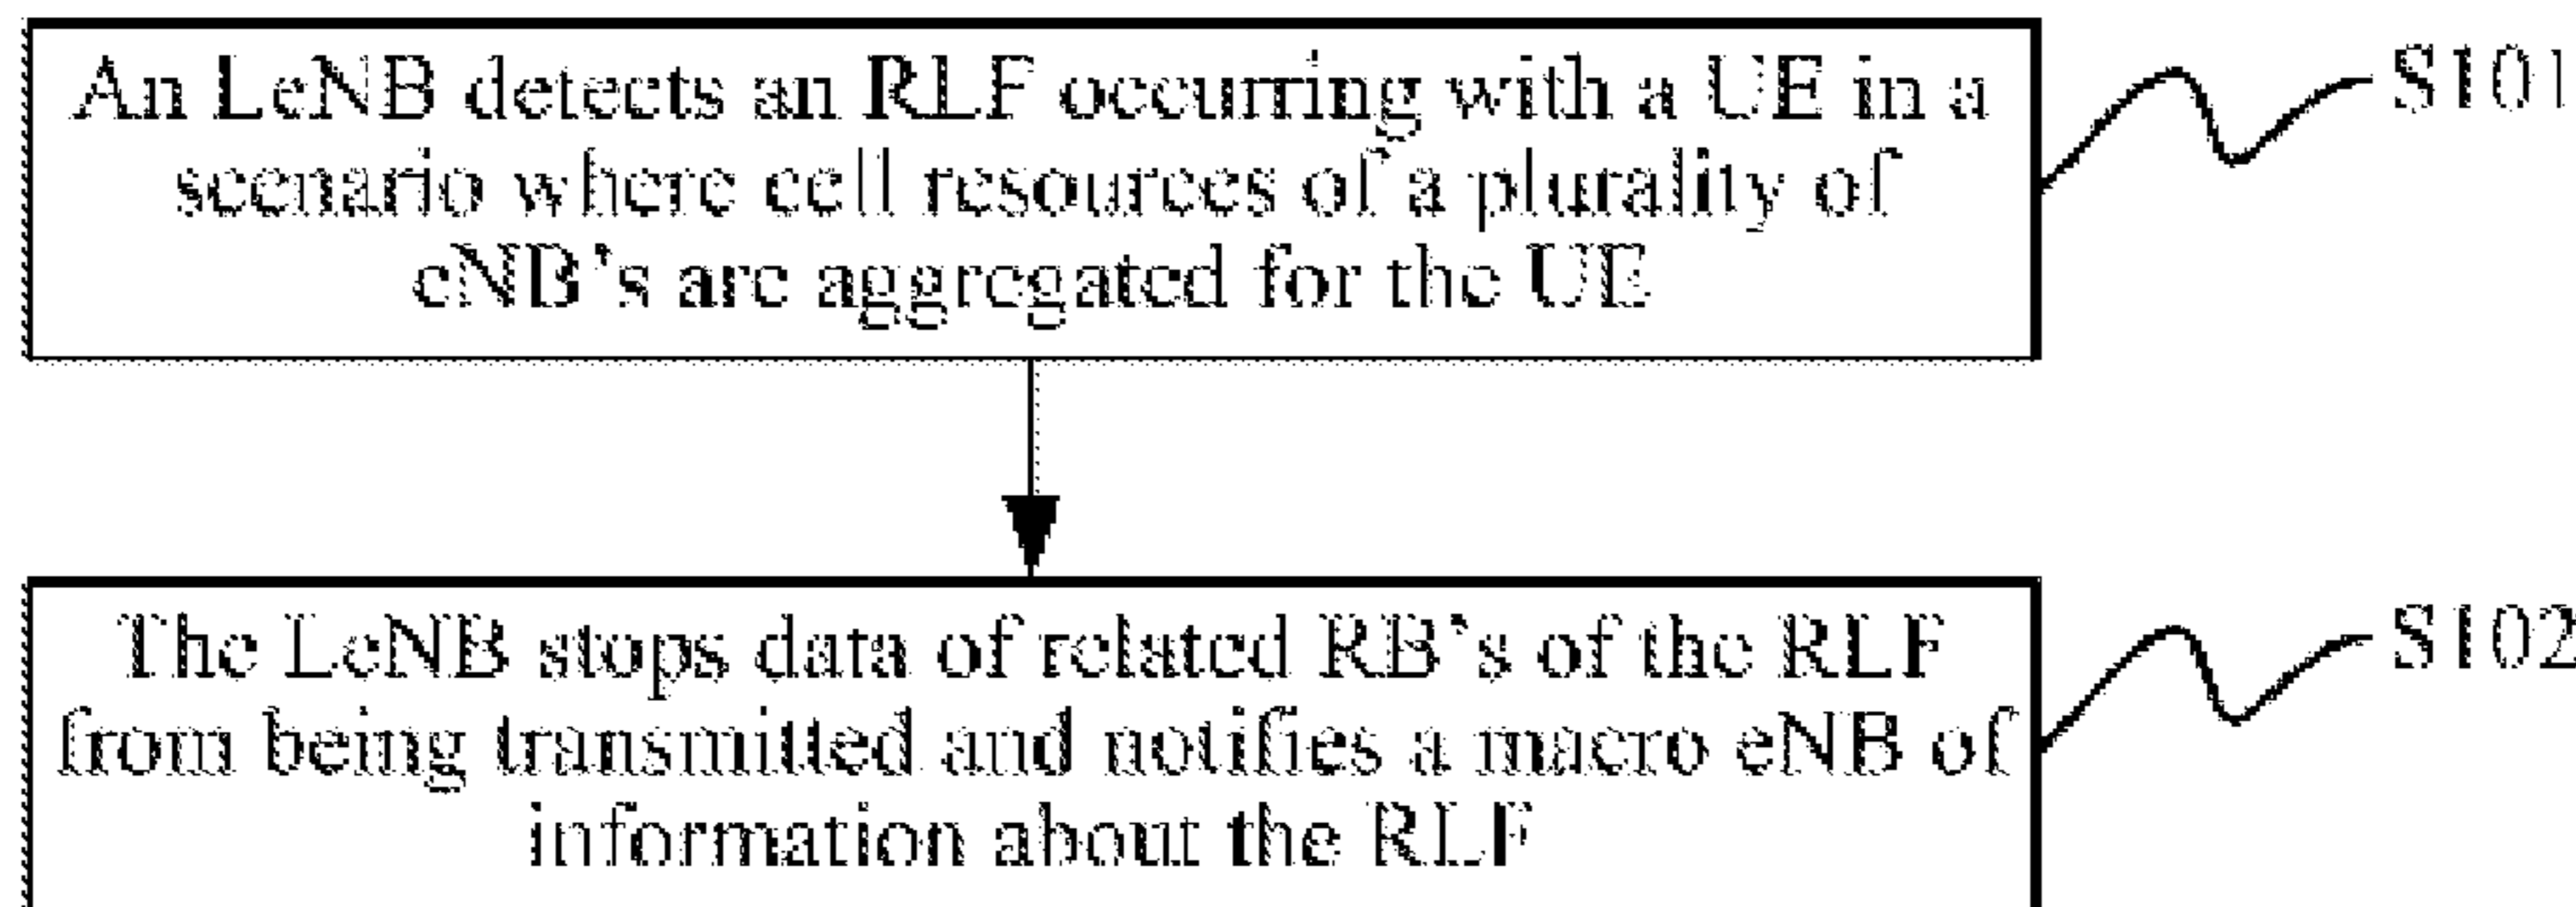 An LeNB detects an RLF occurring with a UE in a
S101
scenario where cell resources of a plurality of
eNB's are aggregated for the UE
The LeNB stops data of related RB's of the RLF
S102
from being transmitted and notifies a macro eNB of
information about the RLF